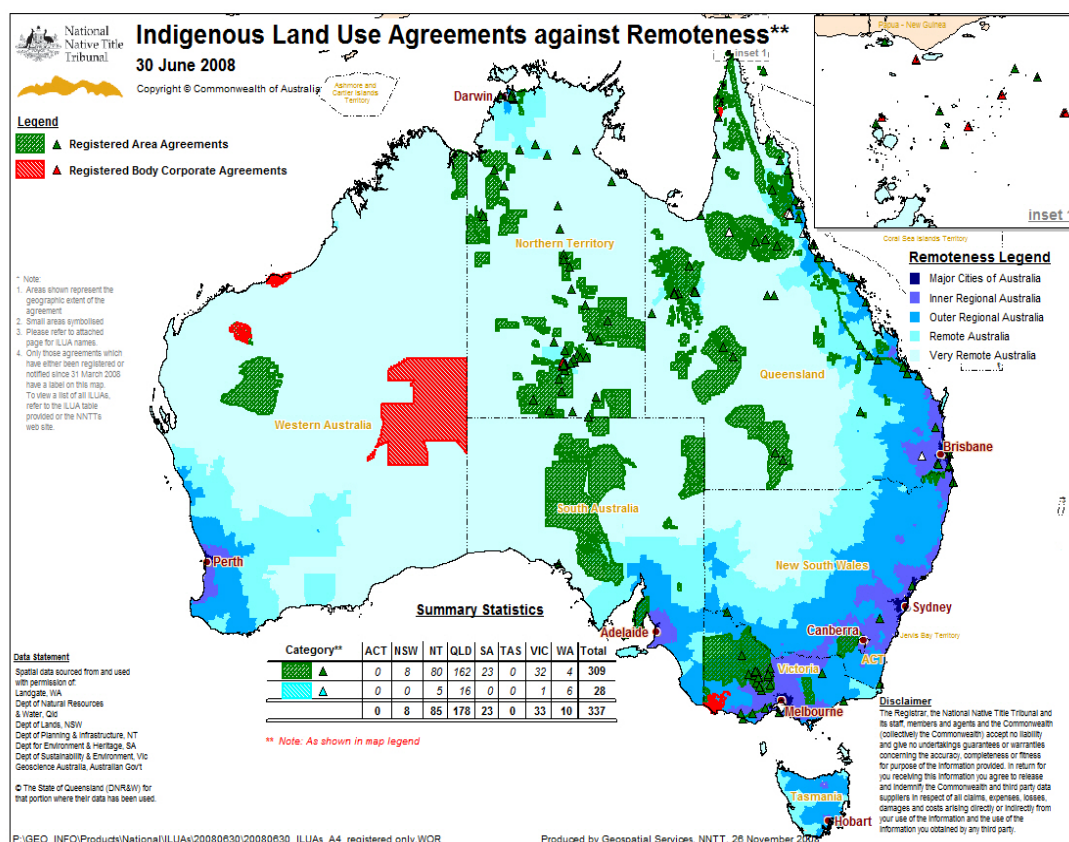 National
Native Title
Tribunal
Indigenous Land Use Agreements against Remoteness**
30 June 2008
Copyright © Commonwealth of Australia
Ashmore and
Cartier Islands
Territory
Papua - New Guinea
inset 1
inset 1
Coral Sea Islands Territory
Legend
Registered Area Agreements
Registered Body Corporate Agreements
Darwin
Northern Territory
Queensland
Western Australia
South Australia
New South Wales
Victoria
Tasmania
ACT
Brisbane
Perth
Sydney
Adelaide
Canberra
Jervis Bay Territory
Melbourne
Hobart
Remoteness Legend
Major Cities of Australia
Inner Regional Australia
Outer Regional Australia
Remote Australia
Very Remote Australia
* Note:
1. Areas shown represent the
geographic extent of the
agreement
2. Small areas symbolised
3. Please refer to attached
page for ILUA names.
4. Only those agreements which
have either been registered or
notified since 31 March 2008
have a label on this map.
To view a list of all ILUAs,
refer to the ILUA table
provided or the NNTTs
web site.
Summary Statistics
Category** ACT NSW NT QLD SA TAS VIC WA Total
0 8 80 162 23 0 32 4 309
0 0 5 16 0 0 1 6 28
0 8 85 178 23 0 33 10 337
** Note: As shown in map legend
Data Statement
Spatial data sourced from and used
with permission of:
Landgate, WA
Dept of Natural Resources
& Water, Qld
Dept of Lands, NSW
Dept of Planning & Infrastructure, NT
Dept for Environment & Heritage, SA
Dept of Sustainability & Environment, Vic
Geoscience Australia, Australian Gov't
© The State of Queensland (DNR&W) for
that portion where their data has been used.
Disclaimer
The Registrar, the National Native Title Tribunal and
its staff, members and agents and the Commonwealth
(collectively the Commonwealth) accept no liability
and give no undertakings guarantees or warranties
concerning the accuracy, completeness or fitness
for purpose of the information provided. In return for
you receiving this information you agree to release
and indemnify the Commonwealth and third party data
suppliers in respect of all claims, expenses, losses,
damages and costs arising directly or indirectly from
your use of the information and the use of the
information you obtained by any third party.
P:\GEO_INFO\Products\National\ILUAs\20080630\20080630_ILUAs_A4_registered only.WOR
Produced by Geospatial Services, NNTT, 26 November 2008